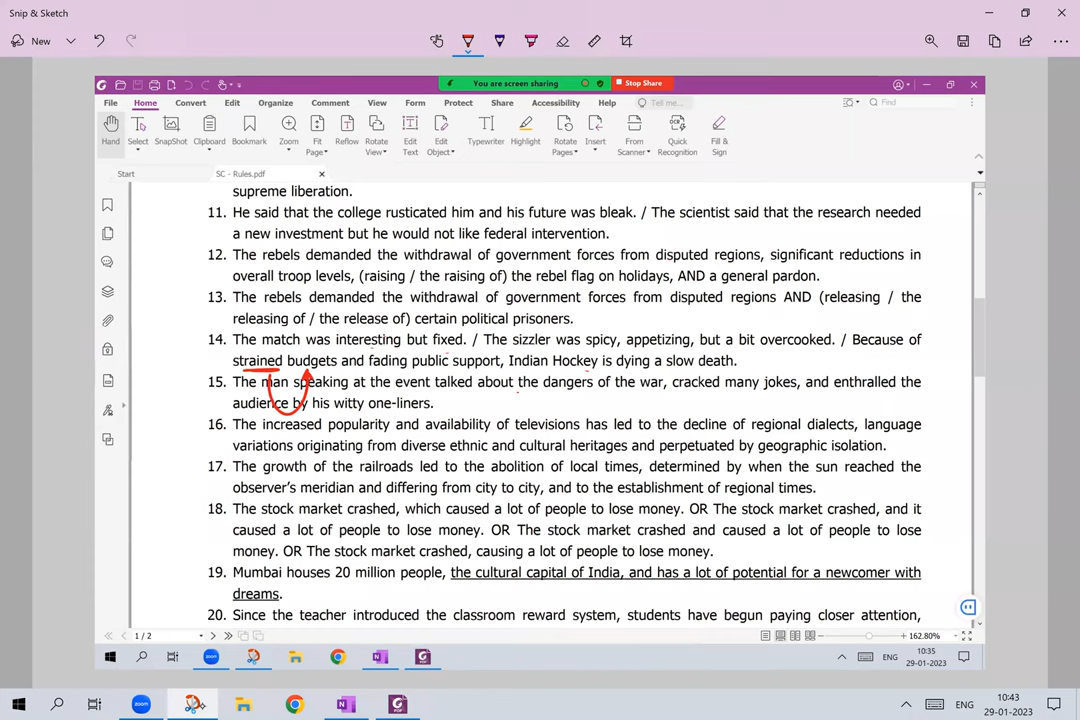 Snip & Sketch
New
You are screen sharing
Stop Share
File Home Convert Edit Organize Comment View Form Protect Share Accessibility Help Tell me... Find
Hand Select SnapShot Clipboard Bookmark Zoom Fit Page Reflow Rotate View Edit Text Edit Object Typewriter Highlight Rotate Pages Insert From Scanner Quick Recognition Fill & Sign
Start SC - Rules.pdf
supreme liberation.
11. He said that the college rusticated him and his future was bleak. / The scientist said that the research needed
a new investment but he would not like federal intervention.
12. The rebels demanded the withdrawal of government forces from disputed regions, significant reductions in
overall troop levels, (raising / the raising of) the rebel flag on holidays, AND a general pardon.
13. The rebels demanded the withdrawal of government forces from disputed regions AND (releasing / the
releasing of / the release of) certain political prisoners.
14. The match was interesting but fixed. / The sizzler was spicy, appetizing, but a bit overcooked. / Because of
strained budgets and fading public support, Indian Hockey is dying a slow death.
15. The man speaking at the event talked about the dangers of the war, cracked many jokes, and enthralled the
audience by his witty one-liners.
16. The increased popularity and availability of televisions has led to the decline of regional dialects, language
variations originating from diverse ethnic and cultural heritages and perpetuated by geographic isolation.
17. The growth of the railroads led to the abolition of local times, determined by when the sun reached the
observer's meridian and differing from city to city, and to the establishment of regional times.
18. The stock market crashed, which caused a lot of people to lose money. OR The stock market crashed, and it
caused a lot of people to lose money. OR The stock market crashed and caused a lot of people to lose
money. OR The stock market crashed, causing a lot of people to lose money.
19. Mumbai houses 20 million people, the cultural capital of India, and has a lot of potential for a newcomer with
dreams.
20. Since the teacher introduced the classroom reward system, students have begun paying closer attention,
1 / 2
162.80%
zoom
ENG
10:35
29-01-2023
zoom
ENG
10:43
29-01-2023